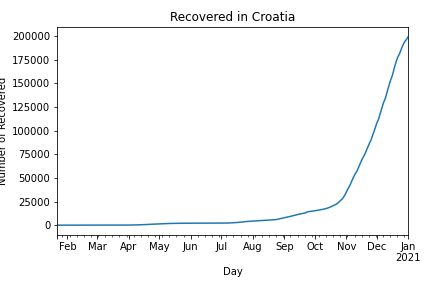 Recovered in Croatia
Number of Recovered
200000
175000
150000
125000
100000
75000
50000
25000
0
Feb Mar Apr May Jun Jul Aug Sep Oct Nov Dec Jan
2021
Day